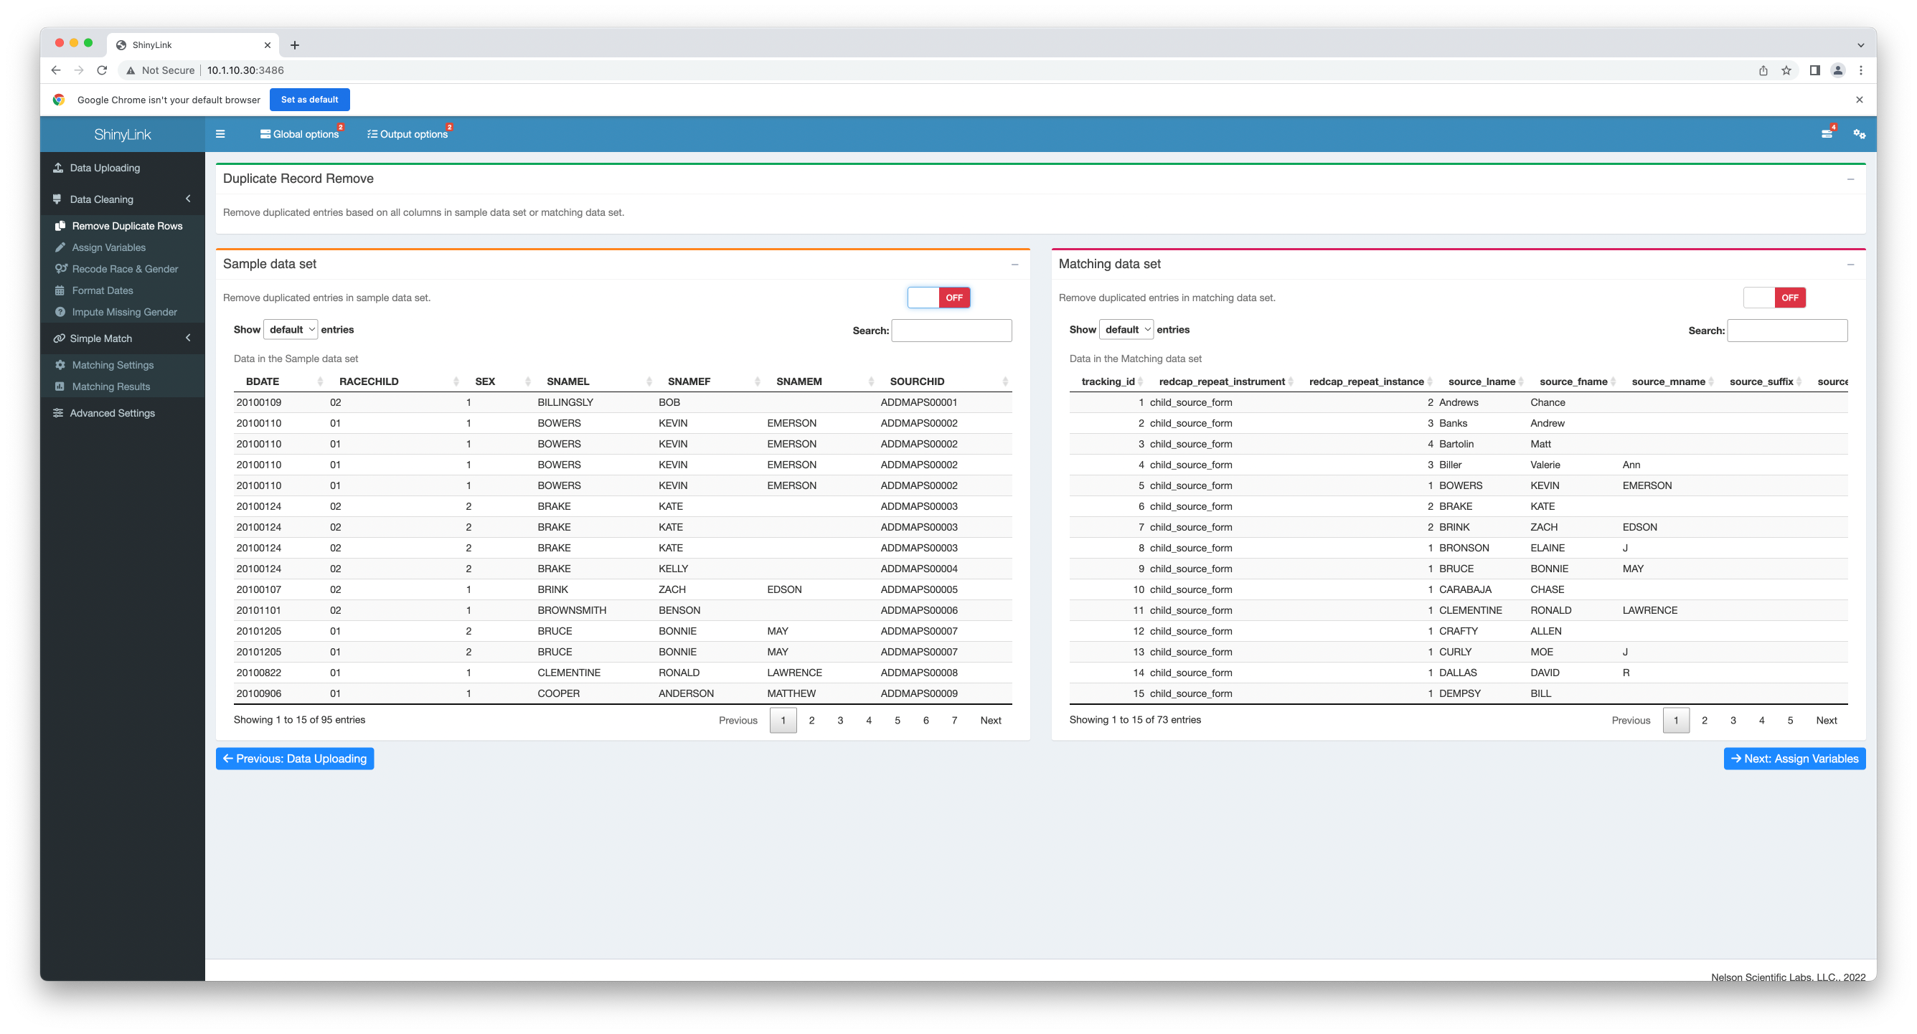 ShinyLink
Not Secure 10.1.10.30:3486
Google Chrome isn't your default browser Set as default
ShinyLink Global options 2 Output options 2 4
Data Uploading
Data Cleaning
Remove Duplicate Rows
Assign Variables
Recode Race & Gender
Format Dates
Impute Missing Gender
Simple Match
Matching Settings
Matching Results
Advanced Settings
Duplicate Record Remove
Remove duplicated entries based on all columns in sample data set or matching data set.
Sample data set
Remove duplicated entries in sample data set. OFF
Show default entries Search:
Data in the Sample data set
BDATE RACECHILD SEX SNAMEL SNAMEF SNAMEM SOURCHID
20100109 02 1 BILLINGSLY BOB ADDMAPS00001
20100110 01 1 BOWERS KEVIN EMERSON ADDMAPS00002
20100110 01 1 BOWERS KEVIN EMERSON ADDMAPS00002
20100110 01 1 BOWERS KEVIN EMERSON ADDMAPS00002
20100110 01 1 BOWERS KEVIN EMERSON ADDMAPS00002
20100124 02 2 BRAKE KATE ADDMAPS00003
20100124 02 2 BRAKE KATE ADDMAPS00003
20100124 02 2 BRAKE KATE ADDMAPS00003
20100124 02 2 BRAKE KELLY ADDMAPS00004
20100107 02 1 BRINK ZACH EDSON ADDMAPS00005
20101101 02 1 BROWNSMITH BENSON ADDMAPS00006
20101205 01 2 BRUCE BONNIE MAY ADDMAPS00007
20101205 01 2 BRUCE BONNIE MAY ADDMAPS00007
20100822 01 1 CLEMENTINE RONALD LAWRENCE ADDMAPS00008
20100906 01 1 COOPER ANDERSON MATTHEW ADDMAPS00009
Showing 1 to 15 of 95 entries Previous 1 2 3 4 5 6 7 Next
Matching data set
Remove duplicated entries in matching data set. OFF
Show default entries Search:
Data in the Matching data set
tracking_id redcap_repeat_instrument redcap_repeat_instance source_lname source_fname source_mname source_suffix source
1 child_source_form 2 Andrews Chance
2 child_source_form 3 Banks Andrew
3 child_source_form 4 Bartolin Matt
4 child_source_form 3 Biller Valerie Ann
5 child_source_form 1 BOWERS KEVIN EMERSON
6 child_source_form 2 BRAKE KATE
7 child_source_form 2 BRINK ZACH EDSON
8 child_source_form 1 BRONSON ELAINE J
9 child_source_form 1 BRUCE BONNIE MAY
10 child_source_form 1 CARABAJA CHASE
11 child_source_form 1 CLEMENTINE RONALD LAWRENCE
12 child_source_form 1 CRAFTY ALLEN
13 child_source_form 1 CURLY MOE J
14 child_source_form 1 DALLAS DAVID R
15 child_source_form 1 DEMPSY BILL
Showing 1 to 15 of 73 entries Previous 1 2 3 4 5 Next
Previous: Data Uploading Next: Assign Variables
Nelson Scientific Labs, LLC., 2022